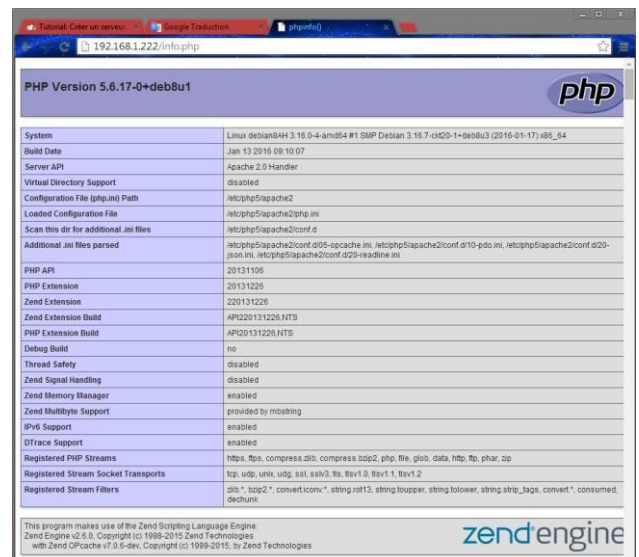 Tutorial: Créer un serveur
Google Traduction
phpinfo()
192.168.1.222/info.php
PHP Version 5.6.17-0+deb8u1
php
System Linux debian8AH 3.16.0-4-amd64 #1 SMP Debian 3.16.7-ckt20-1+deb8u3 (2016-01-17) x86_64
Build Date Jan 13 2016 09:10:07
Server API Apache 2.0 Handler
Virtual Directory Support disabled
Configuration File (php.ini) Path /etc/php5/apache2
Loaded Configuration File /etc/php5/apache2/php.ini
Scan this dir for additional .ini files /etc/php5/apache2/conf.d
Additional .ini files parsed /etc/php5/apache2/conf.d/05-opcache.ini, /etc/php5/apache2/conf.d/10-pdo.ini, /etc/php5/apache2/conf.d/20-
json.ini, /etc/php5/apache2/conf.d/20-readline.ini
PHP API 20131106
PHP Extension 20131226
Zend Extension 220131226
Zend Extension Build API220131226,NTS
PHP Extension Build API20131226,NTS
Debug Build no
Thread Safety disabled
Zend Signal Handling disabled
Zend Memory Manager enabled
Zend Multibyte Support provided by mbstring
IPv6 Support enabled
DTrace Support enabled
Registered PHP Streams https, ftps, compress.zlib, compress.bzip2, php, file, glob, data, http, ftp, phar, zip
Registered Stream Socket Transports tcp, udp, unix, udg, ssl, sslv3, tls, tlsv1.0, tlsv1.1, tlsv1.2
Registered Stream Filters zlib.*, bzip2.*, convert.iconv.*, string.rot13, string.toupper, string.tolower, string.strip_tags, convert.*, consumed,
dechunk
This program makes use of the Zend Scripting Language Engine:
Zend Engine v2.6.0, Copyright (c) 1998-2015 Zend Technologies
with Zend OPcache v7.0.6-dev, Copyright (c) 1999-2015, by Zend Technologies
zend engine